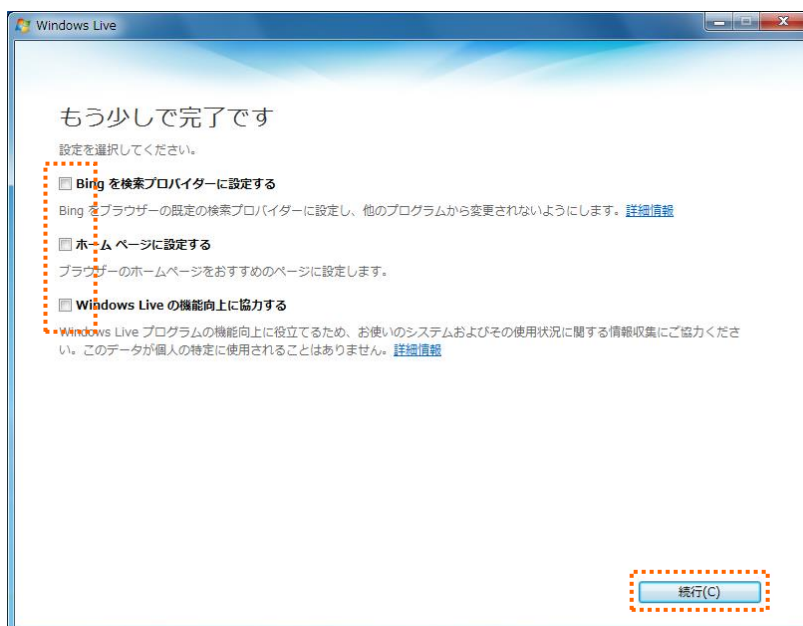 Windows Live
もう少しで完了です
設定を選択してください。
Bing を検索プロバイダーに設定する
Bing をブラウザーの既定の検索プロバイダーに設定し、他のプログラムから変更されないようにします。詳細情報
ホーム ページに設定する
ブラウザーのホームページをおすすめのページに設定します。
Windows Live の機能向上に協力する
Windows Live プログラムの機能向上に役立てるため、お使いのシステムおよびその使用状況に関する情報収集にご協力くださ
い。このデータが個人の特定に使用されることはありません。詳細情報
続行(C)